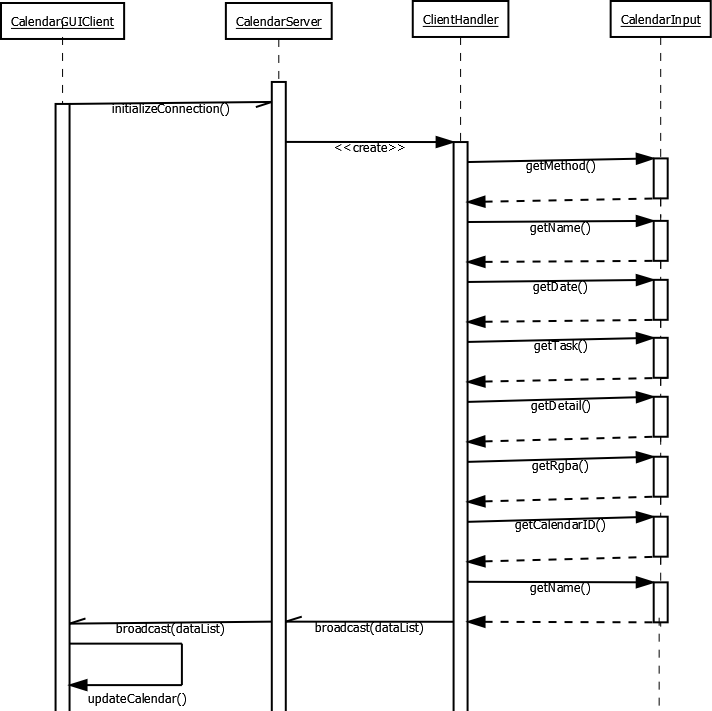 CalendarGUIClient
CalendarServer
ClientHandler
CalendarInput
initializeConnection()
<<create>>
getMethod()
getName()
getDate()
getTask()
getDetail()
getRgba()
getCalendarID()
getName()
broadcast(dataList)
broadcast(dataList)
updateCalendar()